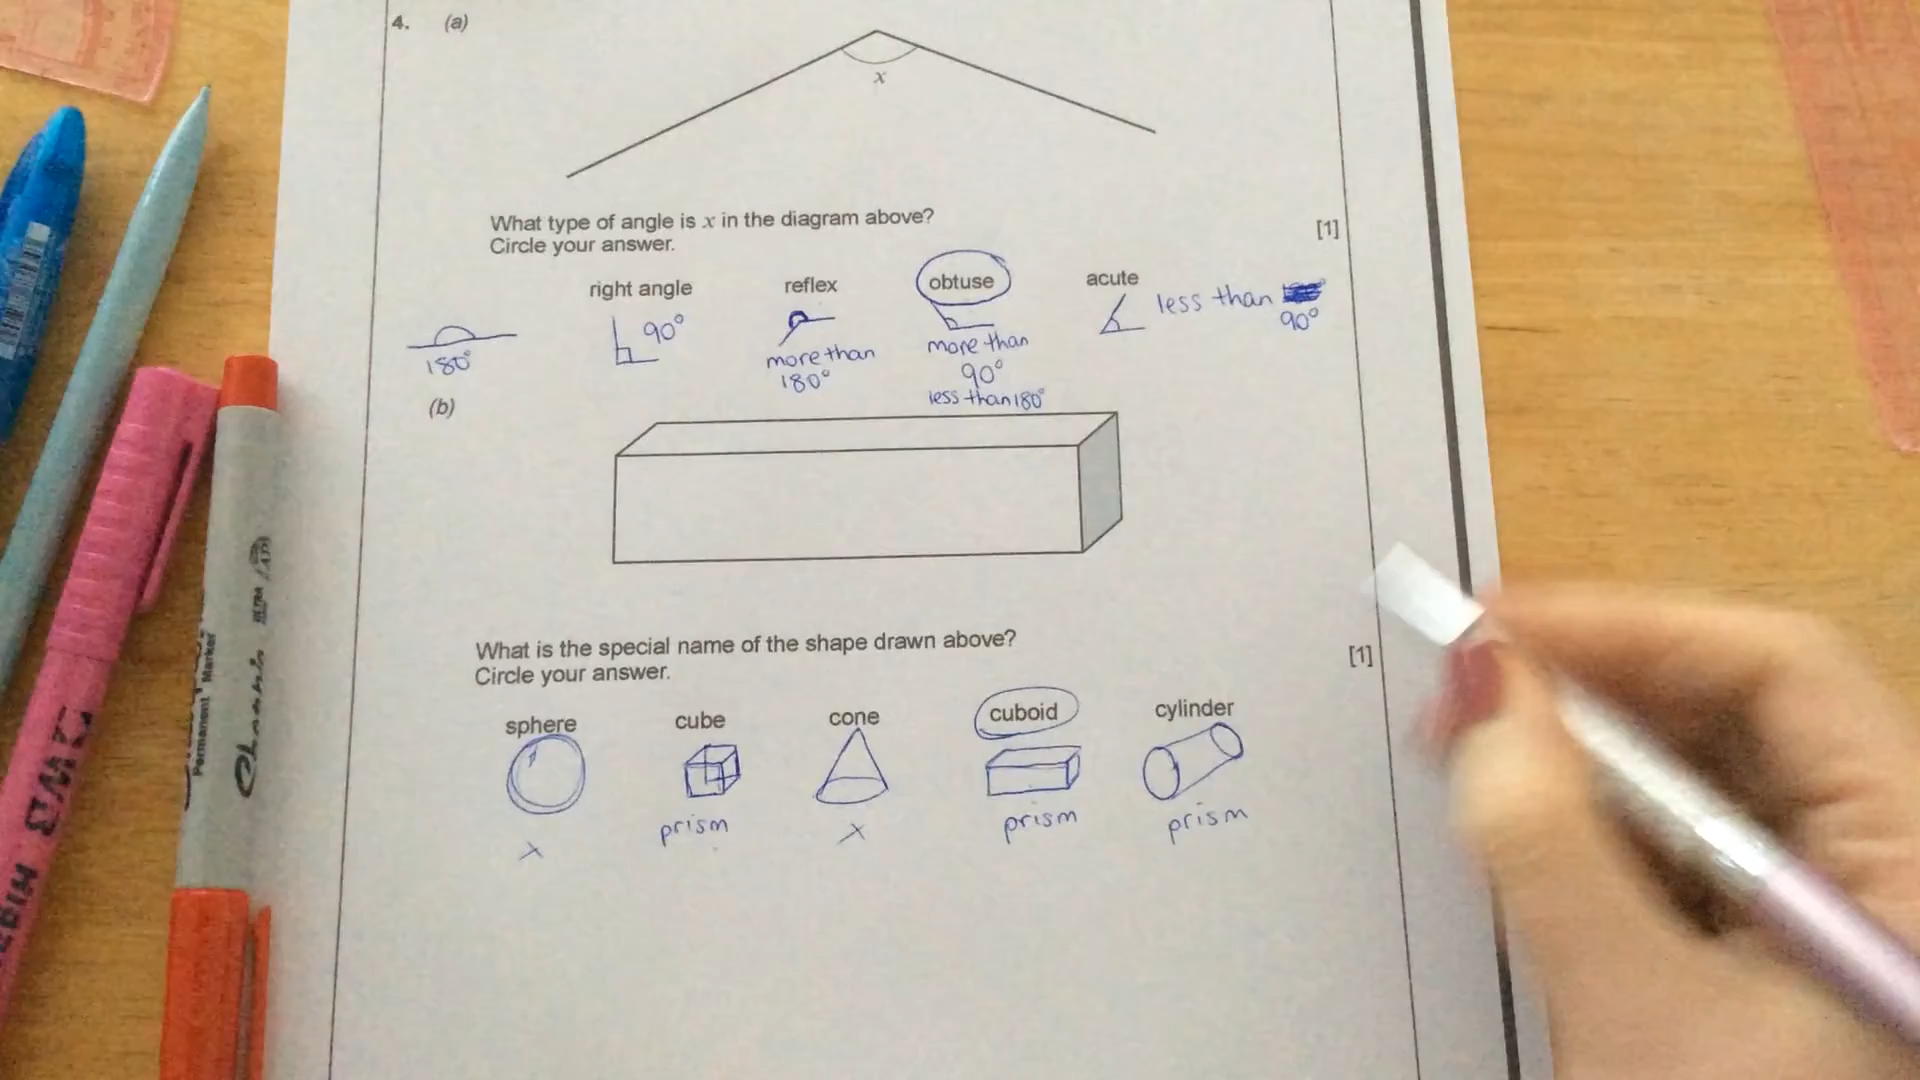 4. (a)
x
What type of angle is x in the diagram above?
Circle your answer.
[1]
right angle reflex obtuse acute
180°
90°
more than
180°
more than
90°
less than 180°
less than
90°
(b)
What is the special name of the shape drawn above?
Circle your answer.
[1]
sphere cube cone cuboid cylinder
x prism x prism prism
Permanent Marker